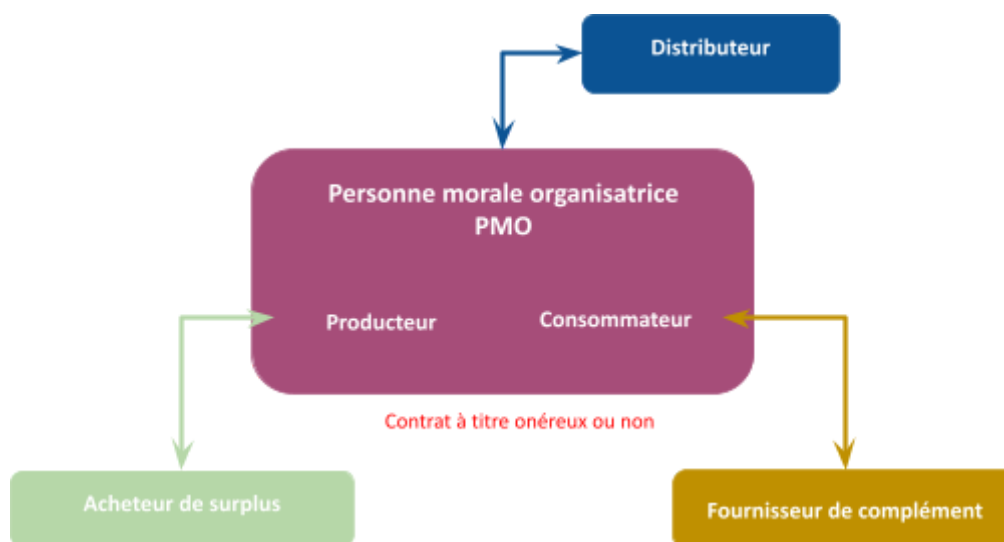 Distributeur
Personne morale organisatrice
PMO
Producteur
Consommateur
Contrat à titre onéreux ou non
Acheteur de surplus
Fournisseur de complément